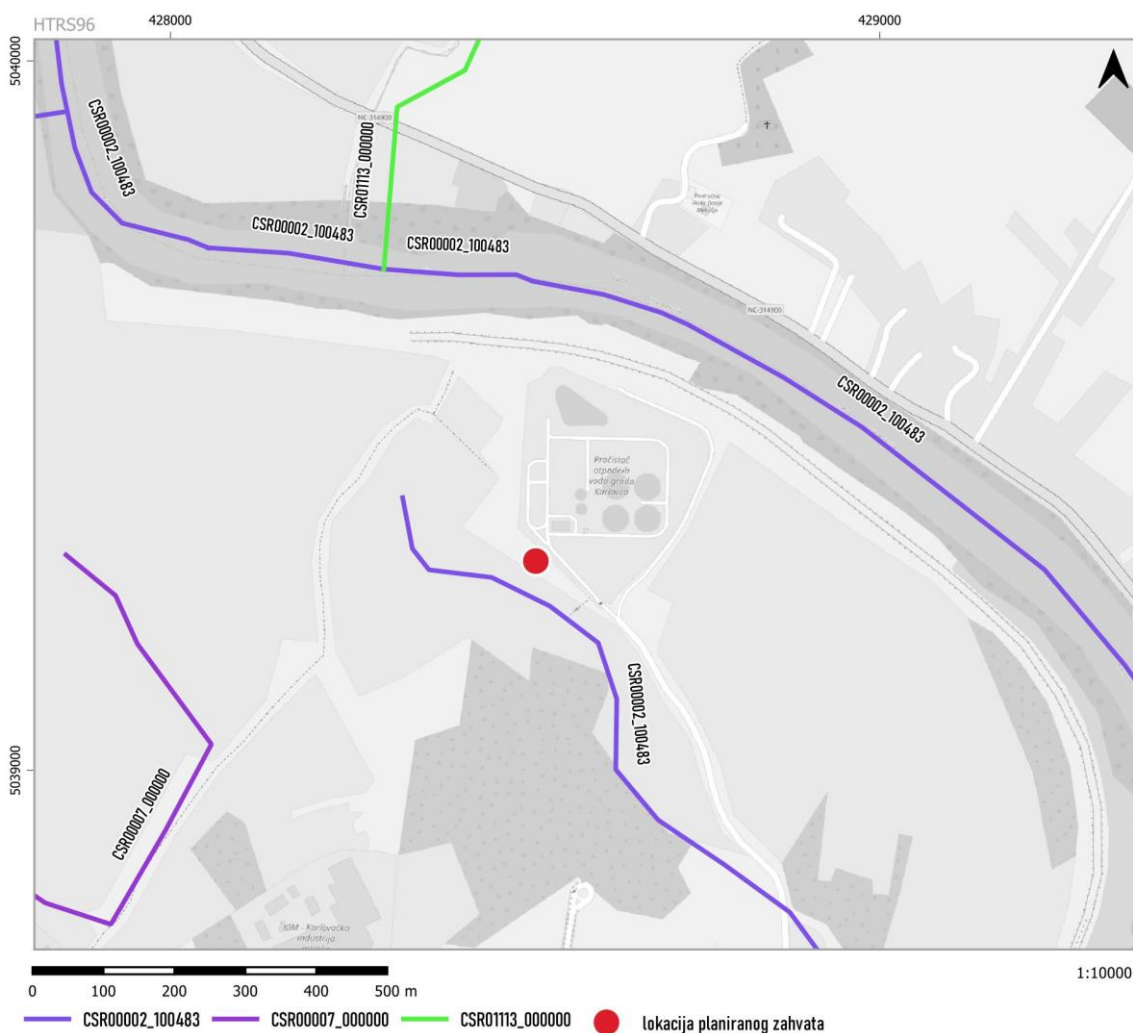 HTRS96
428000
429000
5040000
CSR00002_100483
NC-314900
CSR01113_000000
CSR00002_100483
CSR00002_100483
NC-314900
CSR00002_100483
Pročistač
otpadnih
voda grada
Karlovca
CSR00002_100483
5039000
CSR00007_000000
KIM - Karlovačka
industrija
0 100 200 300 400 500 m
1:10000
CSR00002_100483 CSR00007_000000 CSR01113_000000 lokacija planiranog zahvata